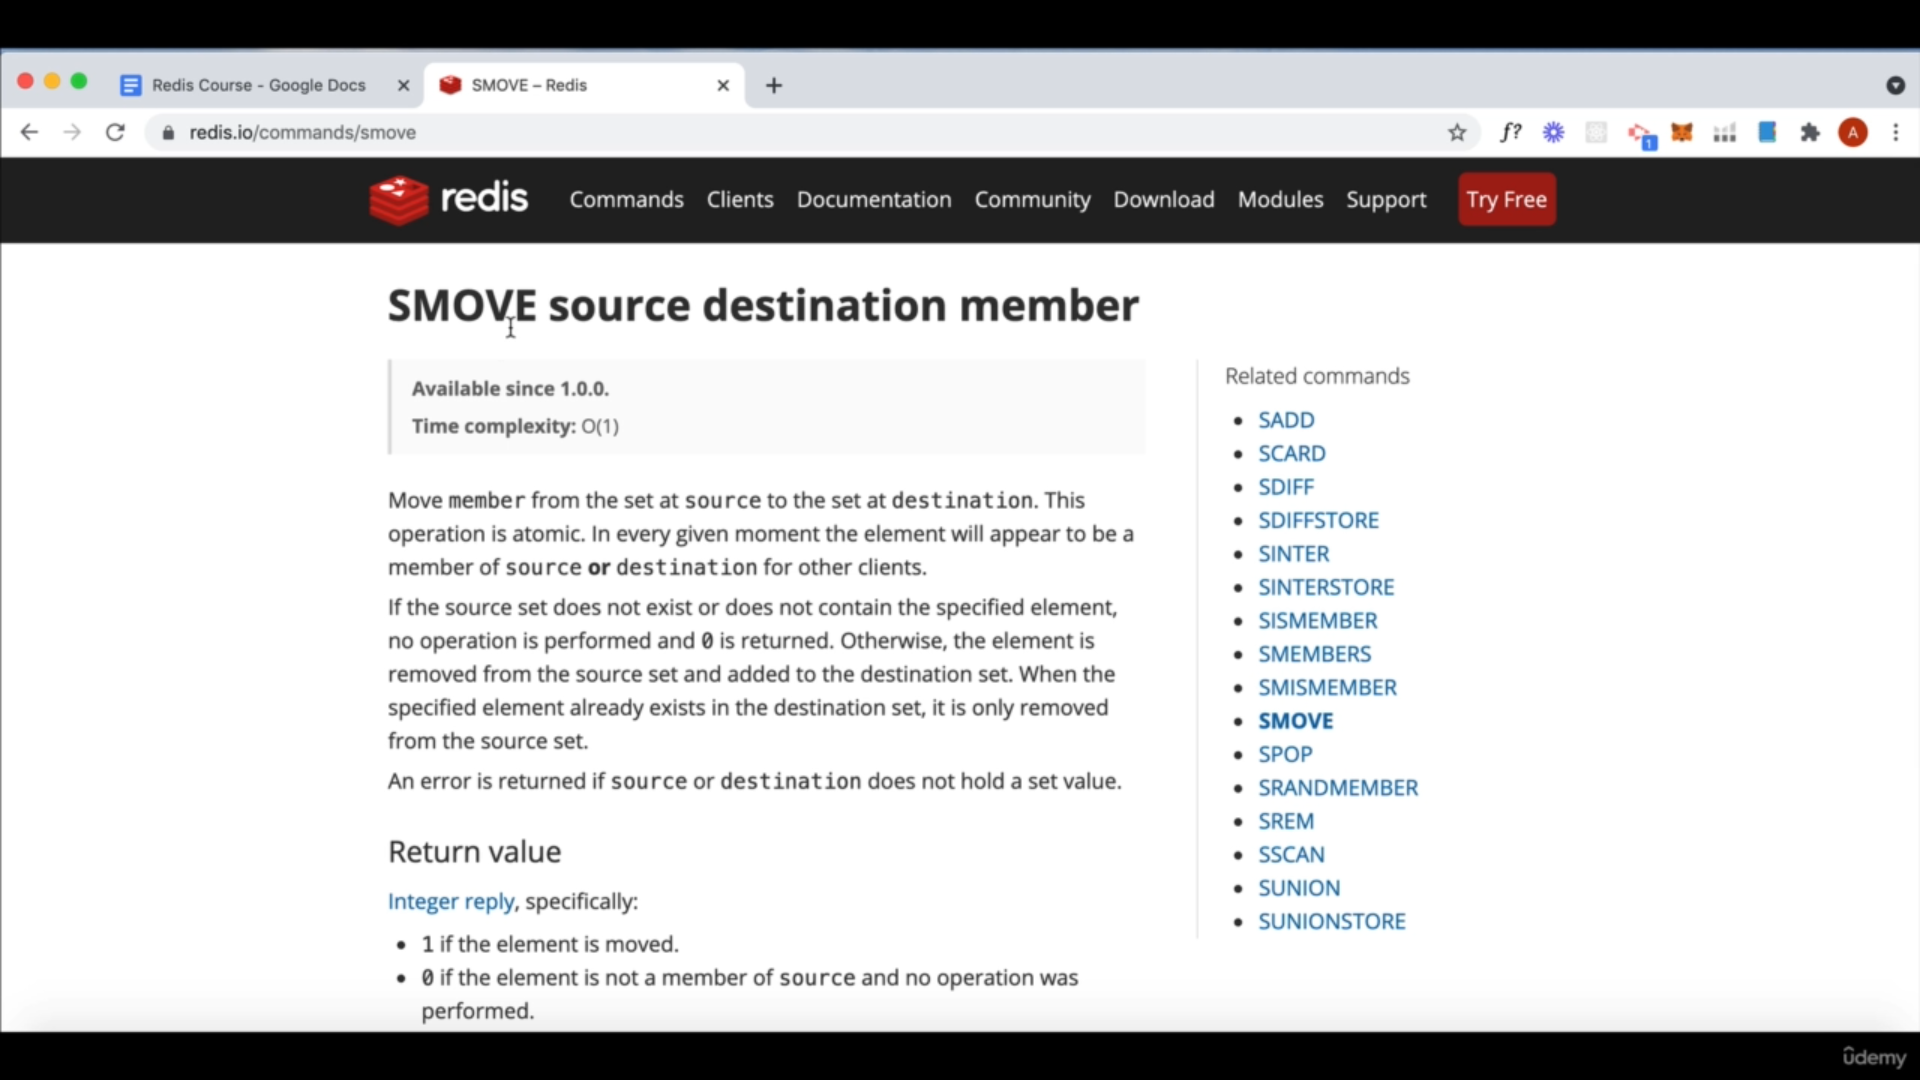 Redis Course - Google Docs
SMOVE – Redis
redis.io/commands/smove
f?
1
A
redis
Commands
Clients
Documentation
Community
Download
Modules
Support
Try Free
SMOVE source destination member
Available since 1.0.0.
Time complexity: O(1)
Move member from the set at source to the set at destination. This
operation is atomic. In every given moment the element will appear to be a
member of source or destination for other clients.
If the source set does not exist or does not contain the specified element,
no operation is performed and 0 is returned. Otherwise, the element is
removed from the source set and added to the destination set. When the
specified element already exists in the destination set, it is only removed
from the source set.
An error is returned if source or destination does not hold a set value.
Return value
Integer reply, specifically:
1 if the element is moved.
0 if the element is not a member of source and no operation was
performed.
Related commands
SADD
SCARD
SDIFF
SDIFFSTORE
SINTER
SINTERSTORE
SISMEMBER
SMEMBERS
SMISMEMBER
SMOVE
SPOP
SRANDMEMBER
SREM
SSCAN
SUNION
SUNIONSTORE
ûdemy